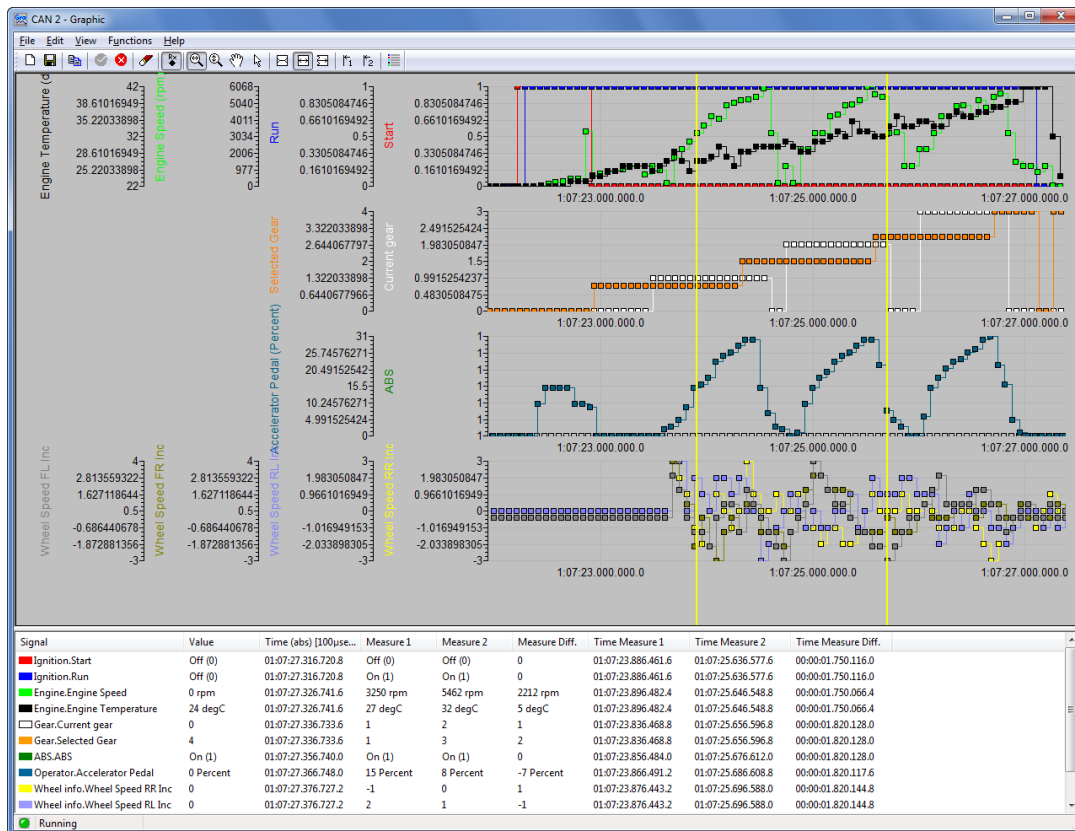 CAN 2 - Graphic
File Edit View Functions Help
Engine Temperature (d
42
38.61016949
35.22033898
32
28.61016949
25.22033898
22
Engine Speed (rpm)
6068
5040
4011
3034
2006
977
0
Run
1
0.8305084746
0.6610169492
0.5
0.3305084746
0.1610169492
0
Start
1
0.8305084746
0.6610169492
0.5
0.3305084746
0.1610169492
0
1:07:23.000.000.0 1:07:25.000.000.0 1:07:27.000.000.0
Selected Gear
4
3.322033898
2.644067797
2
1.322033898
0.6440677966
0
Current gear
3
2.491525424
1.983050847
1.5
0.9915254237
0.4830508475
0
1:07:23.000.000.0 1:07:25.000.000.0 1:07:27.000.000.0
Accelerator Pedal (Percent)
31
25.74576271
20.49152542
15.5
10.24576271
4.991525424
0
ABS
1
1
1
1
1
1
1
1:07:23.000.000.0 1:07:25.000.000.0 1:07:27.000.000.0
Wheel Speed FL Inc
4
2.813559322
1.627118644
0.5
-0.686440678
-1.872881356
-3
Wheel Speed FR Inc
4
2.813559322
1.627118644
0.5
-0.686440678
-1.872881356
-3
Wheel Speed RL Inc
3
1.983050847
0.9661016949
0
-1.016949153
-2.033898305
-3
Wheel Speed RR Inc
3
1.983050847
0.9661016949
0
-1.016949153
-2.033898305
-3
1:07:23.000.000.0 1:07:25.000.000.0 1:07:27.000.000.0
Signal Value Time (abs) [100µse... Measure 1 Measure 2 Measure Diff. Time Measure 1 Time Measure 2 Time Measure Diff.
Ignition.Start Off (0) 01:07:27.316.720.8 Off (0) Off (0) 0 01:07:23.886.461.6 01:07:25.636.577.6 00:00:01.750.116.0
Ignition.Run Off (0) 01:07:27.316.720.8 On (1) On (1) 0 01:07:23.886.461.6 01:07:25.636.577.6 00:00:01.750.116.0
Engine.Engine Speed 0 rpm 01:07:27.326.741.6 3250 rpm 5462 rpm 2212 rpm 01:07:23.896.482.4 01:07:25.646.548.8 00:00:01.750.066.4
Engine.Engine Temperature 24 degC 01:07:27.326.741.6 27 degC 32 degC 5 degC 01:07:23.896.482.4 01:07:25.646.548.8 00:00:01.750.066.4
Gear.Current gear 0 01:07:27.336.733.6 1 2 1 01:07:23.836.468.8 01:07:25.656.596.8 00:00:01.820.128.0
Gear.Selected Gear 4 01:07:27.336.733.6 1 3 2 01:07:23.836.468.8 01:07:25.656.596.8 00:00:01.820.128.0
ABS.ABS On (1) 01:07:27.356.740.0 On (1) On (1) 0 01:07:23.856.484.0 01:07:25.676.612.0 00:00:01.820.128.0
Operator.Accelerator Pedal 0 Percent 01:07:27.366.748.0 15 Percent 8 Percent -7 Percent 01:07:23.866.491.2 01:07:25.686.608.8 00:00:01.820.117.6
Wheel info.Wheel Speed RR Inc 0 01:07:27.376.727.2 -1 0 1 01:07:23.876.443.2 01:07:25.696.588.0 00:00:01.820.144.8
Wheel info.Wheel Speed RL Inc 0 01:07:27.376.727.2 2 1 -1 01:07:23.876.443.2 01:07:25.696.588.0 00:00:01.820.144.8
Running